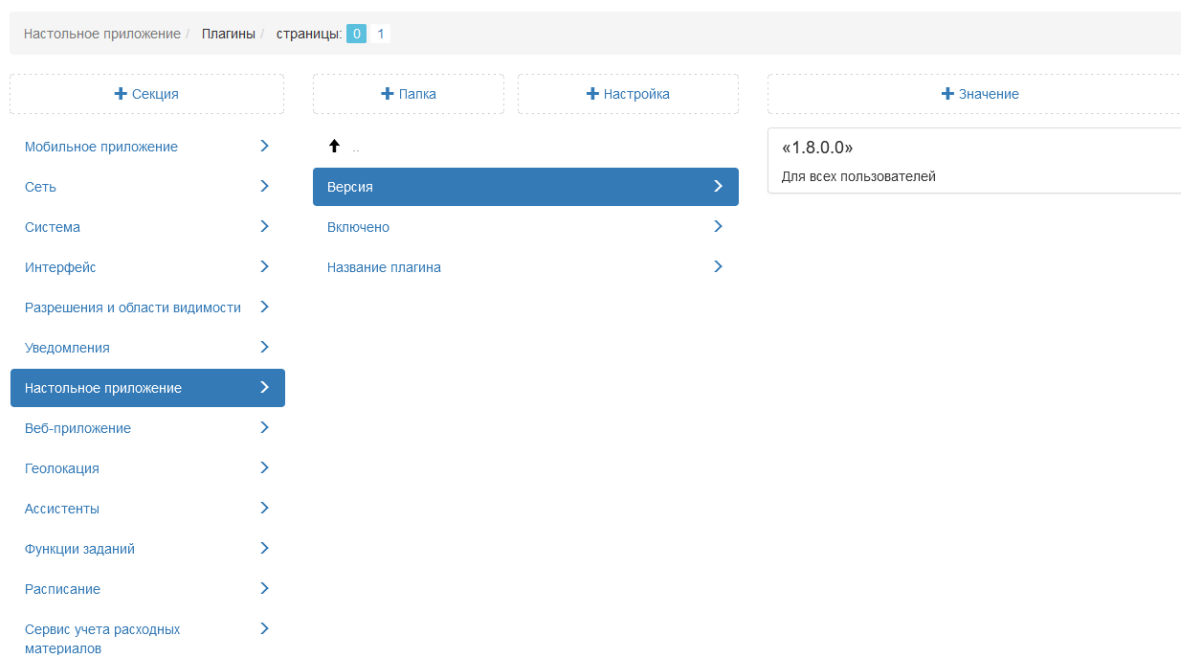 Настольное приложение / Плагины / страницы: 0 1
+ Секция
+ Папка
+ Настройка
+ Значение
Мобильное приложение
Сеть
Система
Интерфейс
Разрешения и области видимости
Уведомления
Настольное приложение
Веб-приложение
Геолокация
Ассистенты
Функции заданий
Расписание
Сервис учета расходных
материалов
..
Версия
Включено
Название плагина
«1.8.0.0»
Для всех пользователей